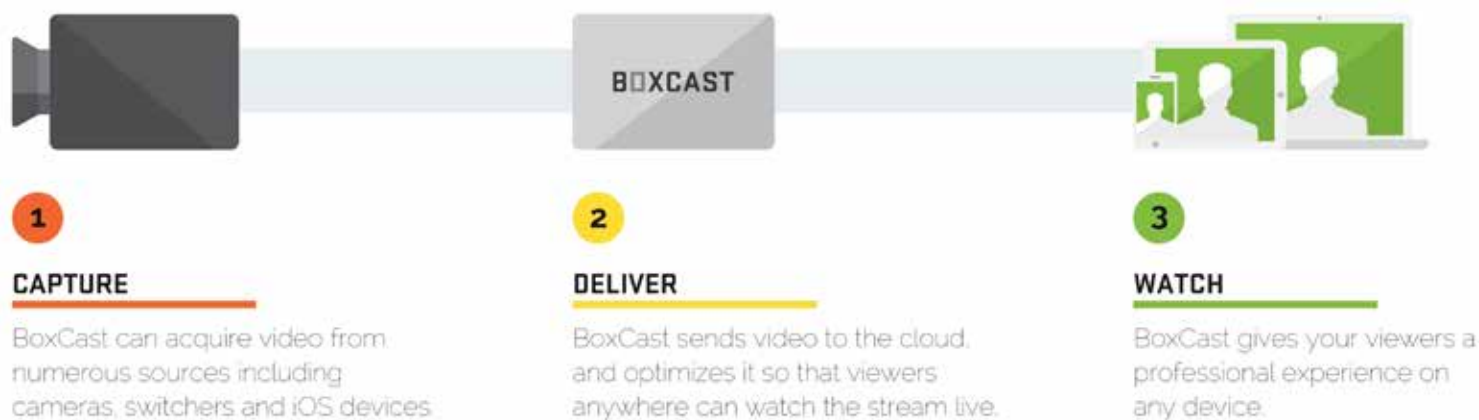 BOXCAST
1
CAPTURE
BoxCast can acquire video from
numerous sources including
cameras, switchers and iOS devices.
2
DELIVER
BoxCast sends video to the cloud,
and optimizes it so that viewers
anywhere can watch the stream live.
3
WATCH
BoxCast gives your viewers a
professional experience on
any device.